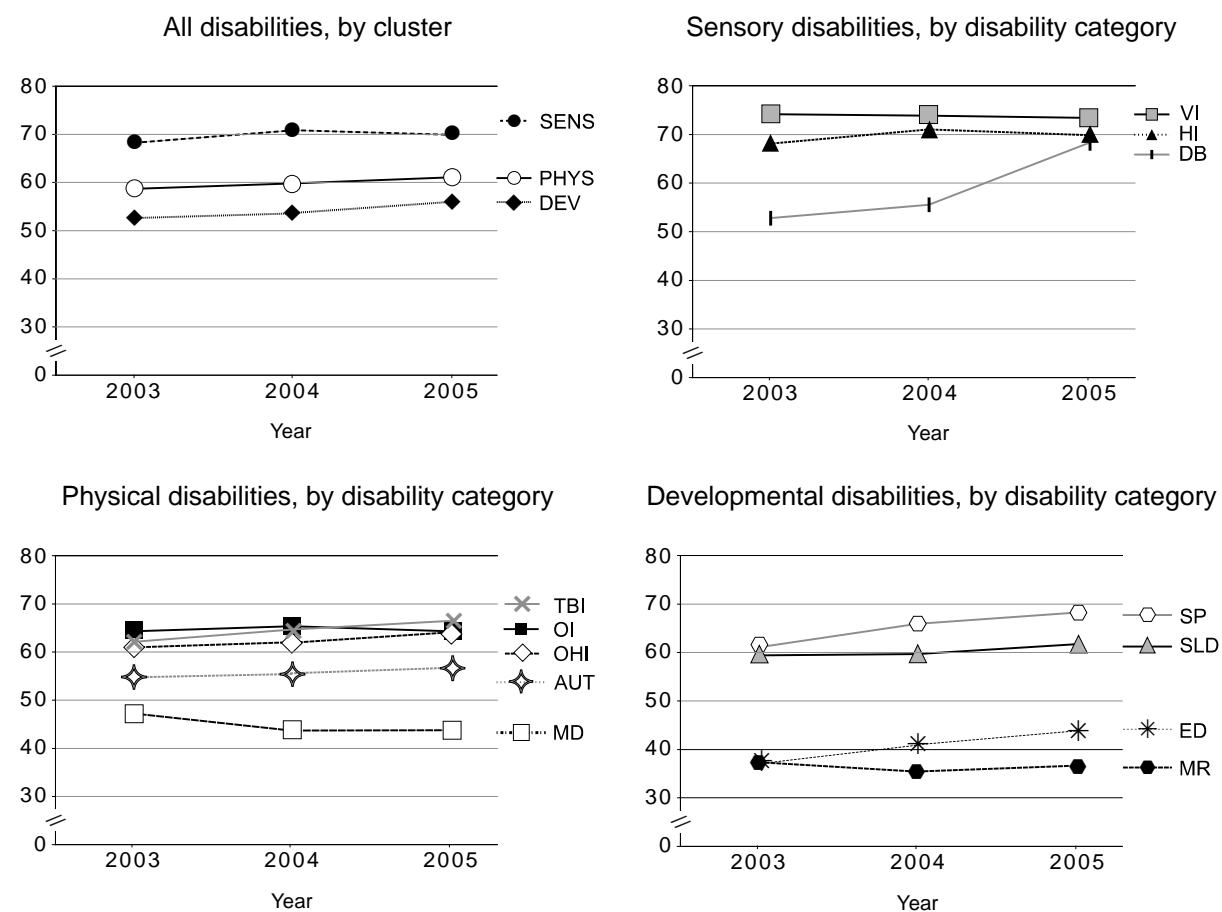 All disabilities, by cluster
80
70
60
50
40
30
0
2003 2004 2005
Year
SENS
PHYS
DEV
Sensory disabilities, by disability category
80
70
60
50
40
30
0
2003 2004 2005
Year
VI
HI
DB
Physical disabilities, by disability category
80
70
60
50
40
30
0
2003 2004 2005
Year
TBI
OI
OHI
AUT
MD
Developmental disabilities, by disability category
80
70
60
50
40
30
0
2003 2004 2005
Year
SP
SLD
ED
MR